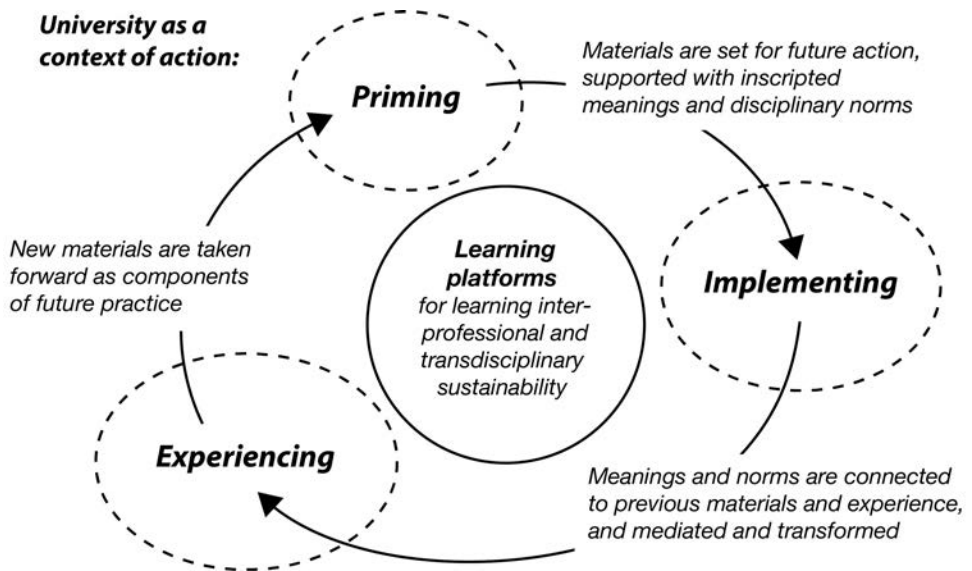 University as a
context of action:
Priming
Materials are set for future action,
supported with inscripted
meanings and disciplinary norms
Implementing
Learning
platforms
for learning inter-
professional and
transdisciplinary
sustainability
New materials are taken
forward as components
of future practice
Experiencing
Meanings and norms are connected
to previous materials and experience,
and mediated and transformed